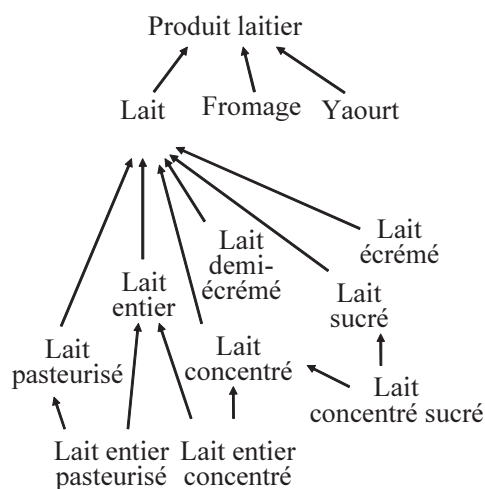 Produit laitier
Lait
Fromage
Yaourt
Lait
écrémé
Lait
demi-
écrémé
Lait
entier
Lait
sucré
Lait
pasteurisé
Lait
concentré
Lait
concentré sucré
Lait entier
pasteurisé
Lait entier
concentré